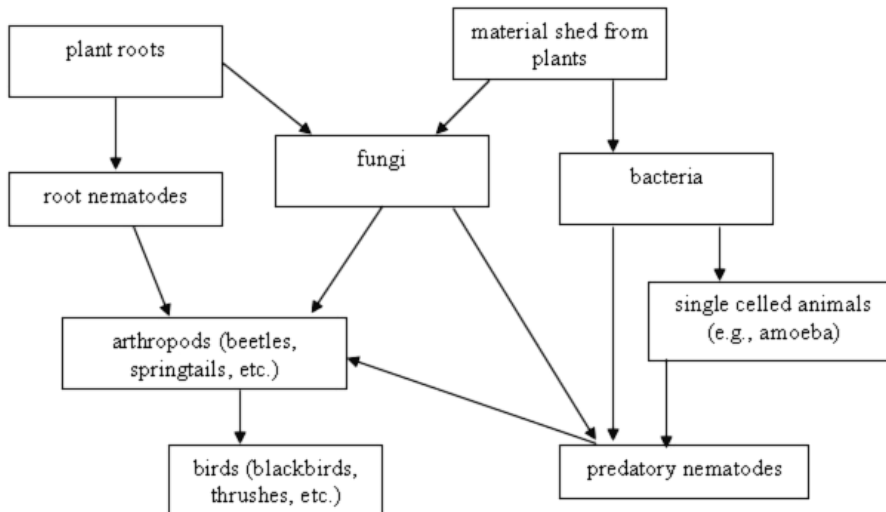 plant roots
material shed from
plants
fungi
bacteria
root nematodes
single celled animals
(e.g., amoeba)
arthropods (beetles,
springtails, etc.)
birds (blackbirds,
thrushes, etc.)
predatory nematodes